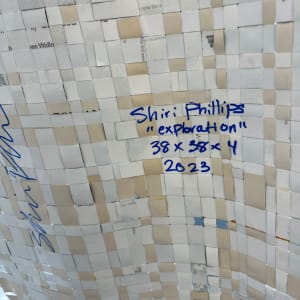 Shiri Phillips
"exploration"
38 x 38 x 4
2023